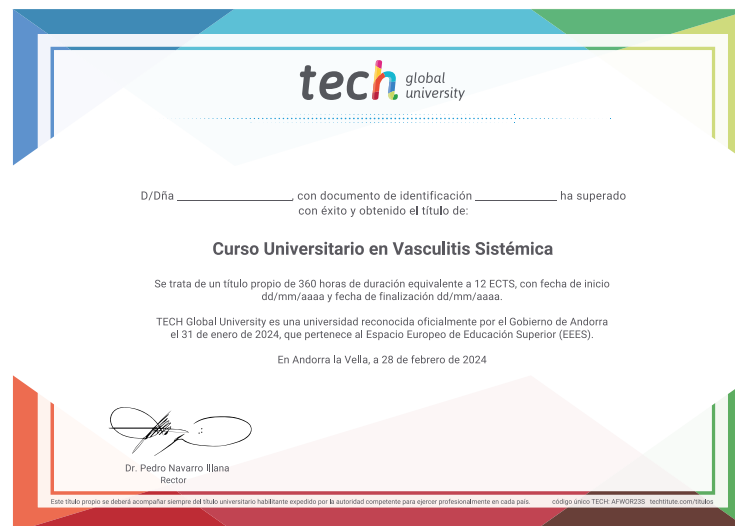 tech global university
D/Dña ____________________, con documento de identificación ______________ ha superado
con éxito y obtenido el título de:
Curso Universitario en Vasculitis Sistémica
Se trata de un título propio de 360 horas de duración equivalente a 12 ECTS, con fecha de inicio
dd/mm/aaaa y fecha de finalización dd/mm/aaaa.
TECH Global University es una universidad reconocida oficialmente por el Gobierno de Andorra
el 31 de enero de 2024, que pertenece al Espacio Europeo de Educación Superior (EEES).
En Andorra la Vella, a 28 de febrero de 2024
Dr. Pedro Navarro Illana
Rector
Este título propio se deberá acompañar siempre del título universitario habilitante expedido por la autoridad competente para ejercer profesionalmente en cada país. código único TECH: AFWOR23S techtitute.com/titulos